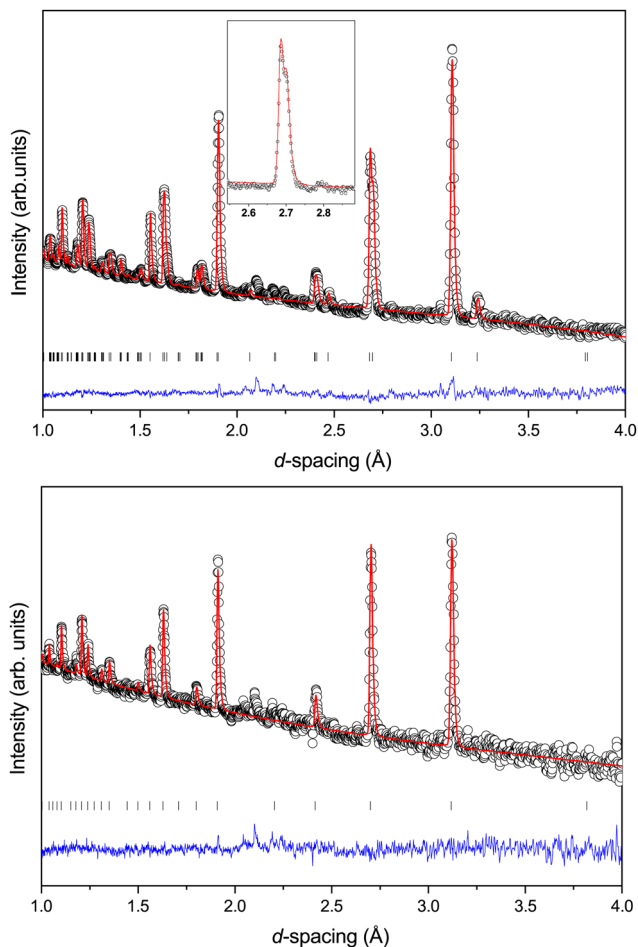 Intensity (arb.units)
2.6 2.7 2.8
1.0 1.5 2.0 2.5 3.0 3.5 4.0
d-spacing (Å)
Intensity (arb. units)
1.0 1.5 2.0 2.5 3.0 3.5 4.0
d-spacing (Å)